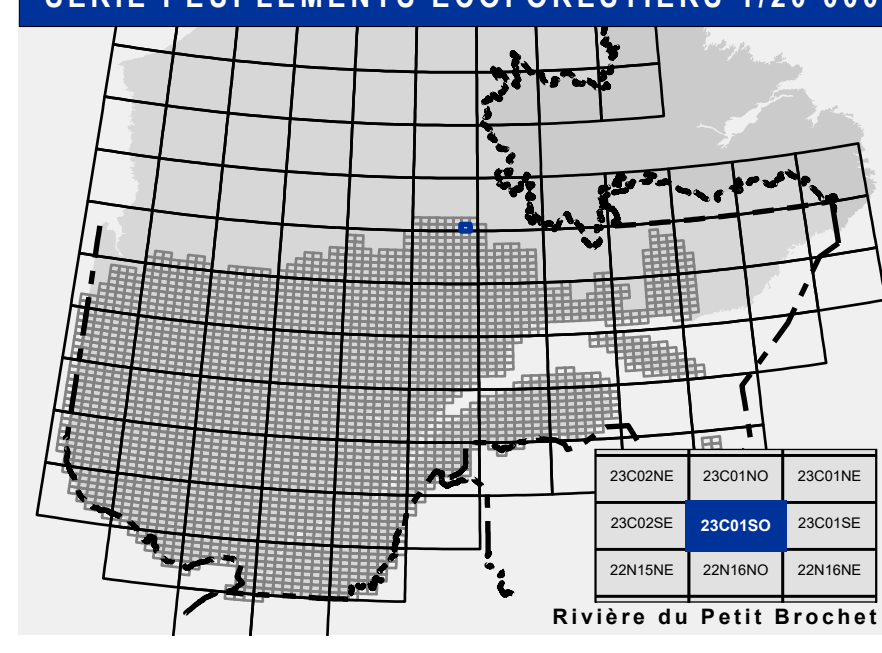 SÉRIE PEUPLEMENTS ÉCOFORESTIERS 1/20 000
23C02NE 23C01NO 23C01NE
23C02SE 23C01SO 23C01SE
22N15NE 22N16NO 22N16NE
Rivière du Petit Brochet